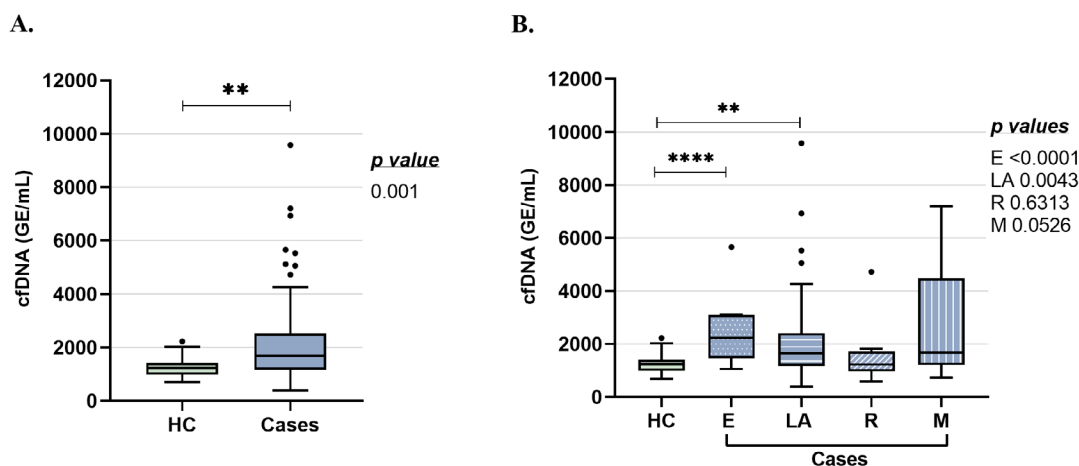 A.
12000
10000
8000
6000
4000
2000
0
cfDNA (GE/mL)
**
HC
Cases
p value
0.001
B.
12000
10000
8000
6000
4000
2000
0
cfDNA (GE/mL)
**
****
HC
E
LA
R
M
Cases
p values
E <0.0001
LA 0.0043
R 0.6313
M 0.0526